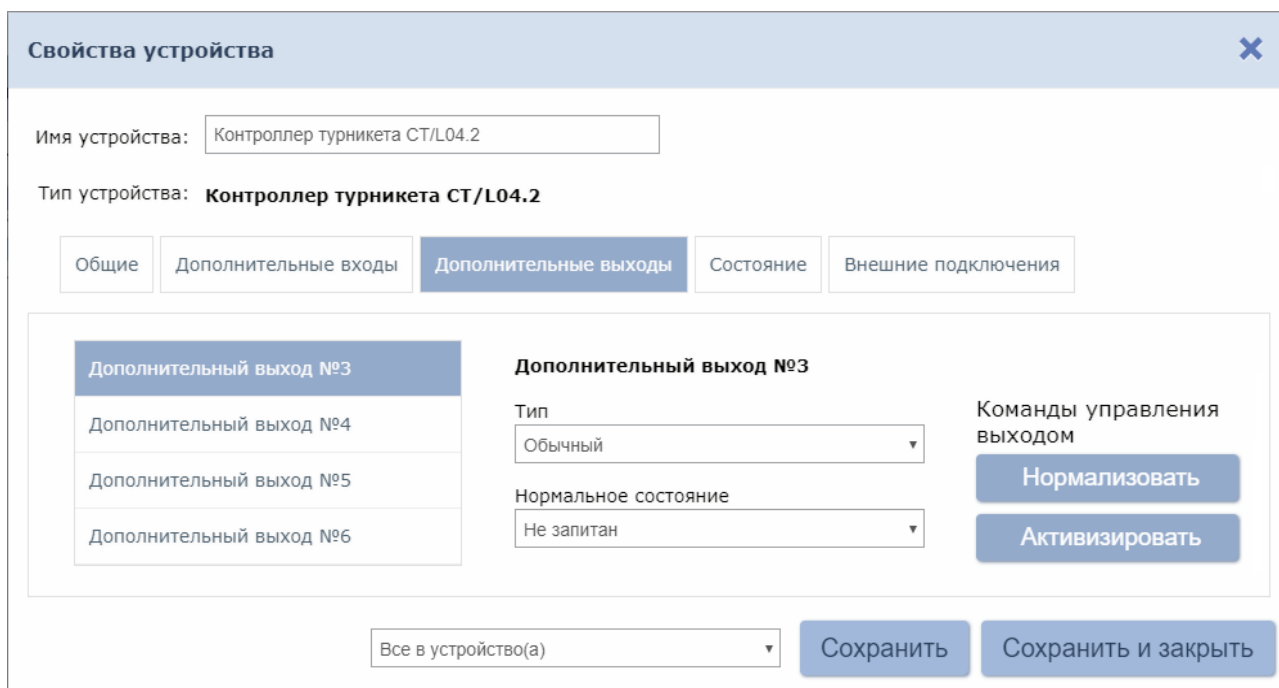 Свойства устройства
Имя устройства: Контроллер турникета CT/L04.2
Тип устройства: Контроллер турникета CT/L04.2
Общие Дополнительные входы Дополнительные выходы Состояние Внешние подключения
Дополнительный выход №3
Дополнительный выход №4
Дополнительный выход №5
Дополнительный выход №6
Дополнительный выход №3
Тип
Обычный
Нормальное состояние
Не запитан
Команды управления
выходом
Нормализовать
Активизировать
Все в устройство(а)
Сохранить
Сохранить и закрыть